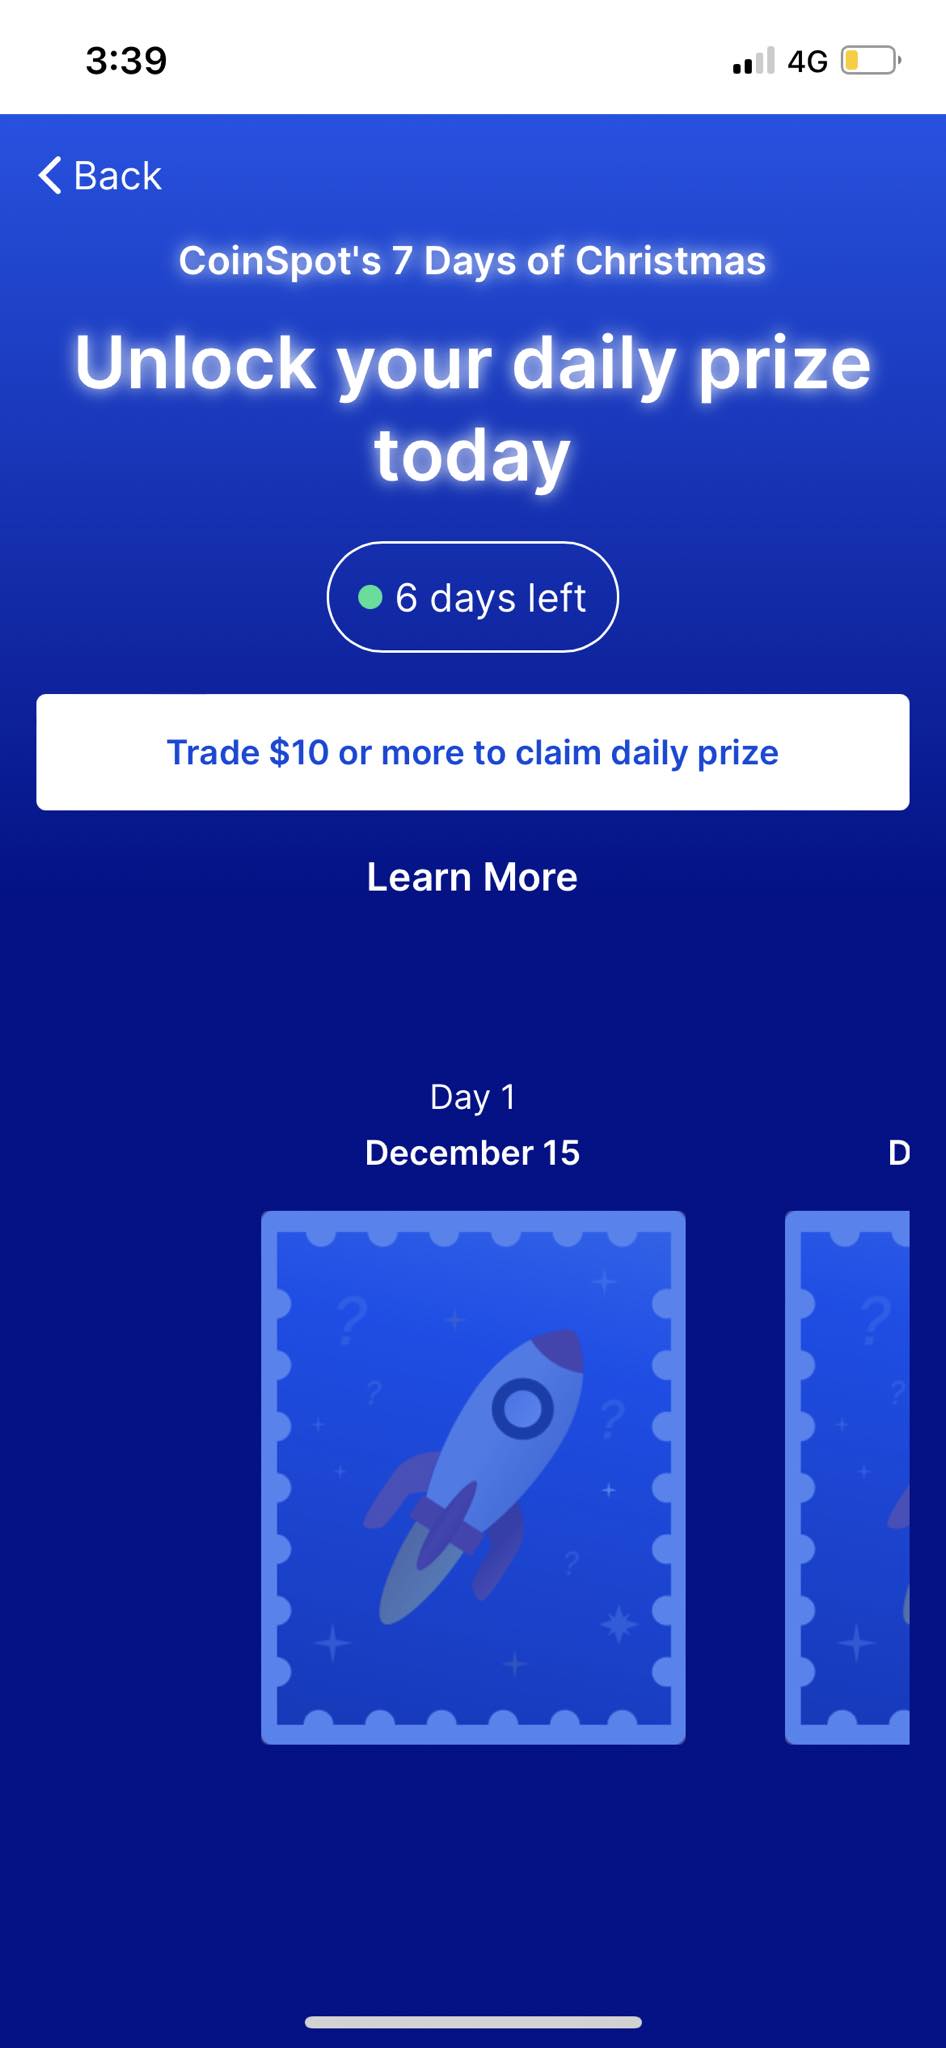 3:39
4G
Back
CoinSpot's 7 Days of Christmas
Unlock your daily prize
today
6 days left
Trade $10 or more to claim daily prize
Learn More
Day 1
December 15
D
?
?
?
?
?
?